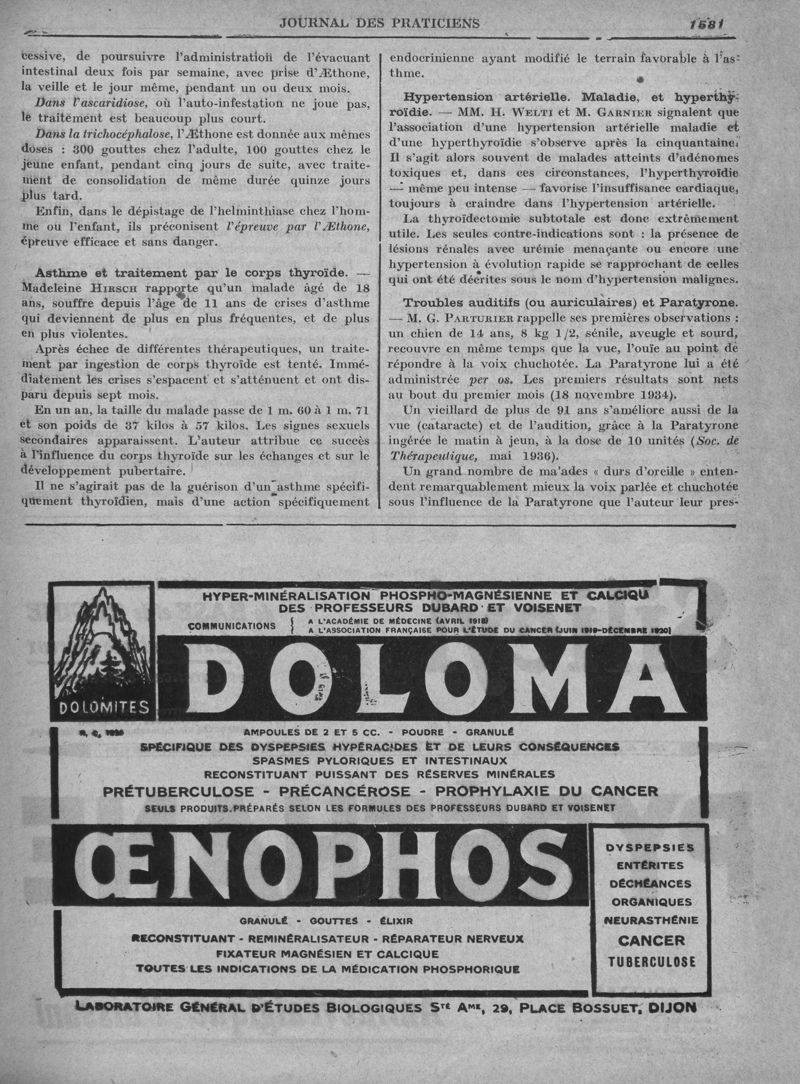 JOURNAL DES PRATICIENS
1581
cessive, de poursuivre l'administration de l'évacuant
intestinal deux fois par semaine, avec prise d'Æthone,
la veille et le jour même, pendant un ou deux mois.
Dans l'ascaridiose, où l'auto-infestation ne joue pas,
le traitement est beaucoup plus court.
Dans la trichocéphalose, l'Æthone est donnée aux mêmes
doses : 300 gouttes chez l'adulte, 100 gouttes chez le
jeune enfant, pendant cinq jours de suite, avec traite-
ment de consolidation de même durée quinze jours
plus tard.
Enfin, dans le dépistage de l'helminthiase chez l'hom-
me ou l'enfant, ils préconisent l'épreuve par l'Æthone,
épreuve efficace et sans danger.
Asthme et traitement par le corps thyroïde. —
Madeleine HIRSCH rapporte qu'un malade âgé de 18
ans, souffre depuis l'âge de 11 ans de crises d'asthme
qui deviennent de plus en plus fréquentes, et de plus
en plus violentes.
Après échec de différentes thérapeutiques, un traite-
ment par ingestion de corps thyroïde est tenté. Immé-
diatement les crises s'espacent et s'atténuent et ont dis-
paru depuis sept mois.
En un an, la taille du malade passe de 1 m. 60 à 1 m. 71
et son poids de 37 kilos à 57 kilos. Les signes sexuels
secondaires apparaissent. L'auteur attribue ce succès
à l'influence du corps thyroïde sur les échanges et sur le
développement pubertaire.
Il ne s'agirait pas de la guérison d'un asthme spécifi-
quement thyroïdien, mais d'une action spécifiquement
endocrinienne ayant modifié le terrain favorable à l'as-
thme.
Hypertension artérielle. Maladie, et hyperthy-
roïdie. — MM. H. WELTI et M. GARNIER signalent que
l'association d'une hypertension artérielle maladie et
d'une hyperthyroïdie s'observe après la cinquantaine.
Il s'agit alors souvent de malades atteints d'adénomes
toxiques et, dans ces circonstances, l'hyperthyroïdie
— même peu intense — favorise l'insuffisance cardiaque,
toujours à craindre dans l'hypertension artérielle.
La thyroïdectomie subtotale est donc extrêmement
utile. Les seules contre-indications sont : la présence de
lésions rénales avec urémie menaçante ou encore une
hypertension à évolution rapide se rapprochant de celles
qui ont été décrites sous le nom d'hypertension malignes.
Troubles auditifs (ou auriculaires) et Paratyrone.
— M. G. PARTURIER rappelle ses premières observations :
un chien de 14 ans, 8 kg 1/2, sénile, aveugle et sourd,
recouvre en même temps que la vue, l'ouïe au point de
répondre à la voix chuchotée. La Paratyrone lui a été
administrée per os. Les premiers résultats sont nets
au bout du premier mois (18 novembre 1934).
Un vieillard de plus de 91 ans s'améliore aussi de la
vue (cataracte) et de l'audition, grâce à la Paratyrone
ingérée le matin à jeun, à la dose de 10 unités (Soc. de
Thérapeutique, mai 1936).
Un grand nombre de ma'ades « durs d'oreille » enten-
dent remarquablement mieux la voix parlée et chuchotée
sous l'influence de la Paratyrone que l'auteur leur pres-
HYPER-MINÉRALISATION PHOSPHO-MAGNÉSIENNE ET CALCIQU
DES PROFESSEURS DUBARD ET VOISENET
COMMUNICATIONS { A L'ACADÉMIE DE MÉDECINE (AVRIL 1918)
A L'ASSOCIATION FRANÇAISE POUR L'ÉTUDE DU CANCER (JUIN 1919-DÉCEMBRE 1920)
DOLOMITES
DOLOMA
AMPOULES DE 2 ET 5 CC. - POUDRE - GRANULÉ
SPÉCIFIQUE DES DYSPEPSIES HYPÉRACIDES ET DE LEURS CONSÉQUENCES
SPASMES PYLORIQUES ET INTESTINAUX
RECONSTITUANT PUISSANT DES RÉSERVES MINÉRALES
PRÉTUBERCULOSE - PRÉCANCÉROSE - PROPHYLAXIE DU CANCER
SEULS PRODUITS PRÉPARÉS SELON LES FORMULES DES PROFESSEURS DUBARD ET VOISENET
ŒNOPHOS
GRANULÉ - GOUTTES - ÉLIXIR
RECONSTITUANT - REMINÉRALISATEUR - RÉPARATEUR NERVEUX
FIXATEUR MAGNÉSIEN ET CALCIQUE
TOUTES LES INDICATIONS DE LA MÉDICATION PHOSPHORIQUE
DYSPEPSIES
ENTÉRITES
DÉCHÉANCES
ORGANIQUES
NEURASTHÉNIE
CANCER
TUBERCULOSE
LABORATOIRE GÉNÉRAL D'ÉTUDES BIOLOGIQUES STÉ AME, 29, PLACE BOSSUET, DIJON